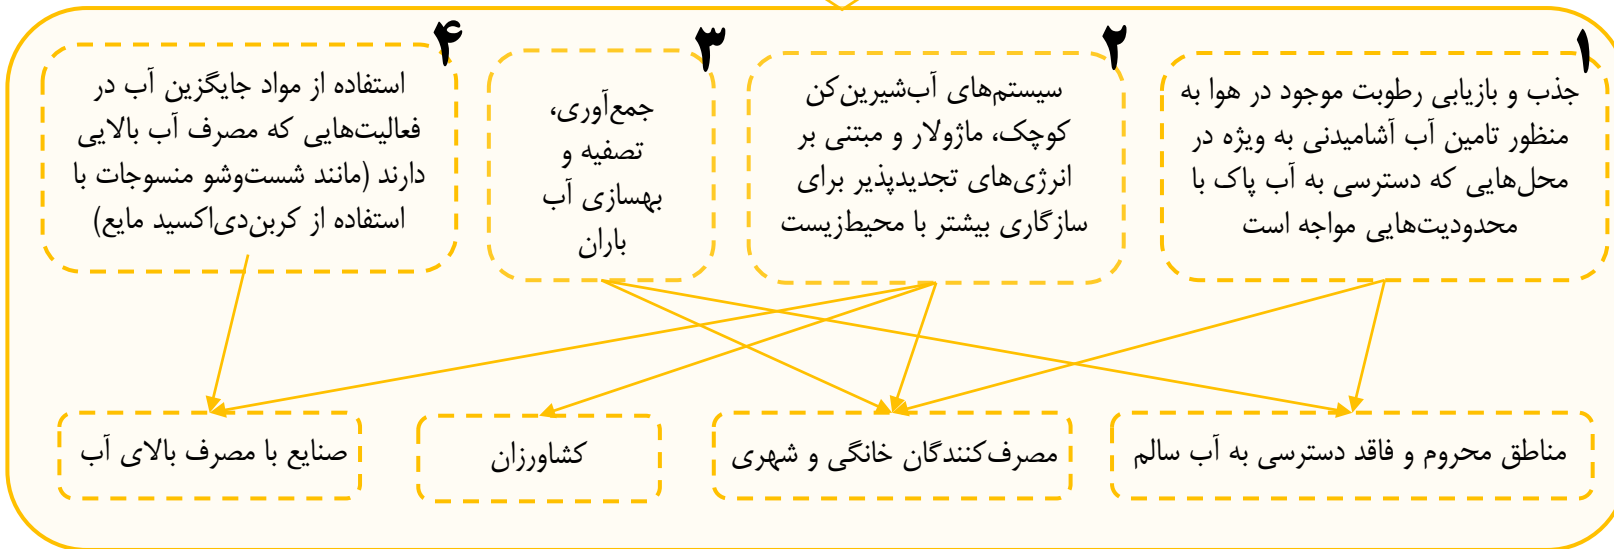 ۱
جذب و بازیابی رطوبت موجود در هوا به
منظور تامین آب آشامیدنی به ویژه در
محل‌هایی که دسترسی به آب پاک با
محدودیت‌هایی مواجه است
۲
سیستم‌های آب‌شیرین‌کن
کوچک، ماژولار و مبتنی بر
انرژی‌های تجدیدپذیر برای
سازگاری بیشتر با محیط‌زیست
۳
جمع‌آوری،
تصفیه و
بهسازی آب
باران
۴
استفاده از مواد جایگزین آب در
فعالیت‌هایی که مصرف آب بالایی
دارند (مانند شست‌وشو منسوجات با
استفاده از کربن‌دی‌اکسید مایع)
مناطق محروم و فاقد دسترسی به آب سالم
مصرف‌کنندگان خانگی و شهری
کشاورزان
صنایع با مصرف بالای آب